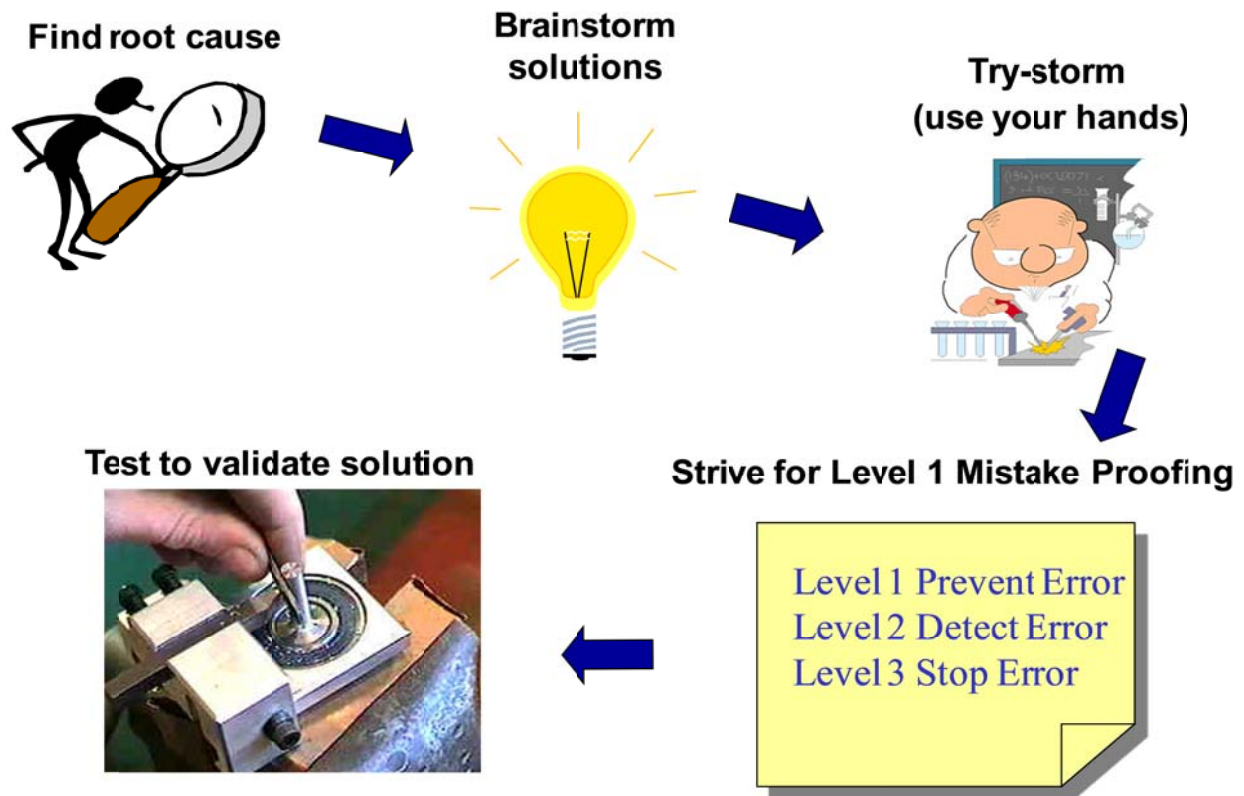 Find root cause
Brainstorm
solutions
Try-storm
(use your hands)
Strive for Level 1 Mistake Proofing
Level 1 Prevent Error
Level 2 Detect Error
Level 3 Stop Error
Test to validate solution